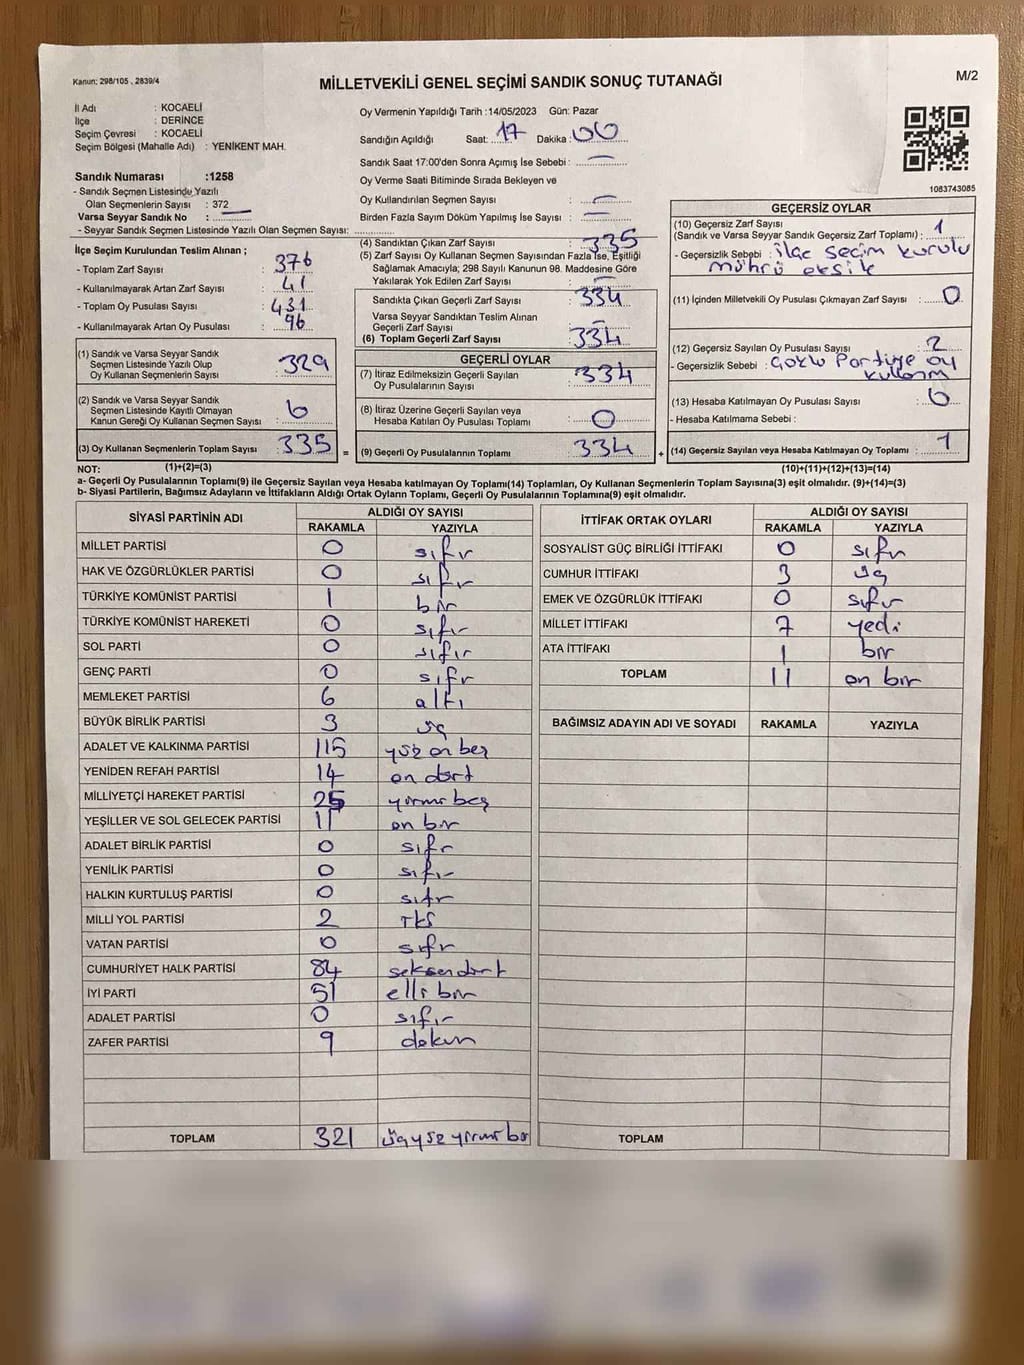 Kanun: 298/105 , 2839/4
MİLLETVEKİLİ GENEL SEÇİMİ SANDIK SONUÇ TUTANAĞI
M/2
İl Adı : KOCAELİ
İlçe : DERİNCE
Seçim Çevresi : KOCAELİ
Seçim Bölgesi (Mahalle Adı) : YENİKENT MAH.
Sandık Numarası :1258
- Sandık Seçmen Listesinde Yazılı
Olan Seçmenlerin Sayısı : 372
Varsa Seyyar Sandık No : —
- Seyyar Sandık Seçmen Listesinde Yazılı Olan Seçmen Sayısı:
Oy Vermenin Yapıldığı Tarih :14/05/2023 Gün: Pazar
Sandığın Açıldığı Saat: 17 Dakika : 00
Sandık Saat 17:00'den Sonra Açımış İse Sebebi : —
Oy Verme Saati Bitiminde Sırada Bekleyen ve
Oy Kullandırılan Seçmen Sayısı : —
Birden Fazla Sayım Döküm Yapılmış İse Sayısı : —
1083743085
İlçe Seçim Kurulundan Teslim Alınan ;
- Toplam Zarf Sayısı : 376
- Kullanılmayarak Artan Zarf Sayısı : 41
- Toplam Oy Pusulası Sayısı : 431
- Kullanılmayarak Artan Oy Pusulası : 96
(4) Sandıktan Çıkan Zarf Sayısı : 335
(5) Zarf Sayısı Oy Kullanan Seçmen Sayısından Fazla İse, Eşitliği
Sağlamak Amacıyla; 298 Sayılı Kanunun 98. Maddesine Göre
Yakılarak Yok Edilen Zarf Sayısı : —
Sandıkta Çıkan Geçerli Zarf Sayısı : 334
Varsa Seyyar Sandıktan Teslim Alınan
Geçerli Zarf Sayısı : —
(6) Toplam Geçerli Zarf Sayısı : 334
GEÇERSİZ OYLAR
(10) Geçersiz Zarf Sayısı
(Sandık ve Varsa Seyyar Sandık Geçersiz Zarf Toplamı) : 1
- Geçersizlik Sebebi : ilçe seçim kurulu
mührü eksik
(11) İçinden Milletvekili Oy Pusulası Çıkmayan Zarf Sayısı : 0
(12) Geçersiz Sayılan Oy Pusulası Sayısı : 2
- Geçersizlik Sebebi : Çoklu Partiye oy
(13) Hesaba Katılmayan Oy Pusulası Sayısı : 0
- Hesaba Katılmama Sebebi :
(14) Geçersiz Sayılan veya Hesaba Katılmayan Oy Toplamı : 1
(1) Sandık ve Varsa Seyyar Sandık
Seçmen Listesinde Yazılı Olup
Oy Kullanan Seçmenlerin Sayısı : 329
(2) Sandık ve Varsa Seyyar Sandık
Seçmen Listesinde Kayıtlı Olmayan
Kanun Gereği Oy Kullanan Seçmen Sayısı : 6
(3) Oy Kullanan Seçmenlerin Toplam Sayısı : 335 =
GEÇERLİ OYLAR
(7) İtiraz Edilmeksizin Geçerli Sayılan
Oy Pusulalarının Sayısı : 334
(8) İtiraz Üzerine Geçerli Sayılan veya
Hesaba Katılan Oy Pusulası Toplamı : 0
(9) Geçerli Oy Pusulalarının Toplamı : 334 +
NOT: (1)+(2)=(3) (10)+(11)+(12)+(13)=(14)
a- Geçerli Oy Pusulalarının Toplamı(9) ile Geçersiz Sayılan veya Hesaba katılmayan Oy Toplamı(14) Toplamları, Oy Kullanan Seçmenlerin Toplam Sayısına(3) eşit olmalıdır. (9)+(14)=(3)
b- Siyasi Partilerin, Bağımsız Adayların ve İttifakların Aldığı Ortak Oyların Toplamı, Geçerli Oy Pusulalarının Toplamına(9) eşit olmalıdır.
SİYASİ PARTİNİN ADI ALDIĞI OY SAYISI
RAKAMLA YAZIYLA
MİLLET PARTİSİ 0 sıfır
HAK VE ÖZGÜRLÜKLER PARTİSİ 0 sıfır
TÜRKİYE KOMÜNİST PARTİSİ 1 bir
TÜRKİYE KOMÜNİST HAREKETİ 0 sıfır
SOL PARTİ 0 sıfır
GENÇ PARTİ 0 sıfır
MEMLEKET PARTİSİ 6 altı
BÜYÜK BİRLİK PARTİSİ 3 üç
ADALET VE KALKINMA PARTİSİ 115 yüz on beş
YENİDEN REFAH PARTİSİ 14 on dört
MİLLİYETÇİ HAREKET PARTİSİ 25 yirmi beş
YEŞİLLER VE SOL GELECEK PARTİSİ 11 on bir
ADALET BİRLİK PARTİSİ 0 sıfır
YENİLİK PARTİSİ 0 sıfır
HALKIN KURTULUŞ PARTİSİ 0 sıfır
MİLLİ YOL PARTİSİ 2 iki
VATAN PARTİSİ 0 sıfır
CUMHURİYET HALK PARTİSİ 84 seksen dört
İYİ PARTİ 51 elli bir
ADALET PARTİSİ 0 sıfır
ZAFER PARTİSİ 9 dokuz
TOPLAM 321 üçyüz yirmi bir
İTTİFAK ORTAK OYLARI ALDIĞI OY SAYISI
RAKAMLA YAZIYLA
SOSYALİST GÜÇ BİRLİĞİ İTTİFAKI 0 sıfır
CUMHUR İTTİFAKI 3 üç
EMEK VE ÖZGÜRLÜK İTTİFAKI 0 sıfır
MİLLET İTTİFAKI 7 yedi
ATA İTTİFAKI 1 bir
TOPLAM 11 on bir
BAĞIMSIZ ADAYIN ADI VE SOYADI RAKAMLA YAZIYLA
TOPLAM